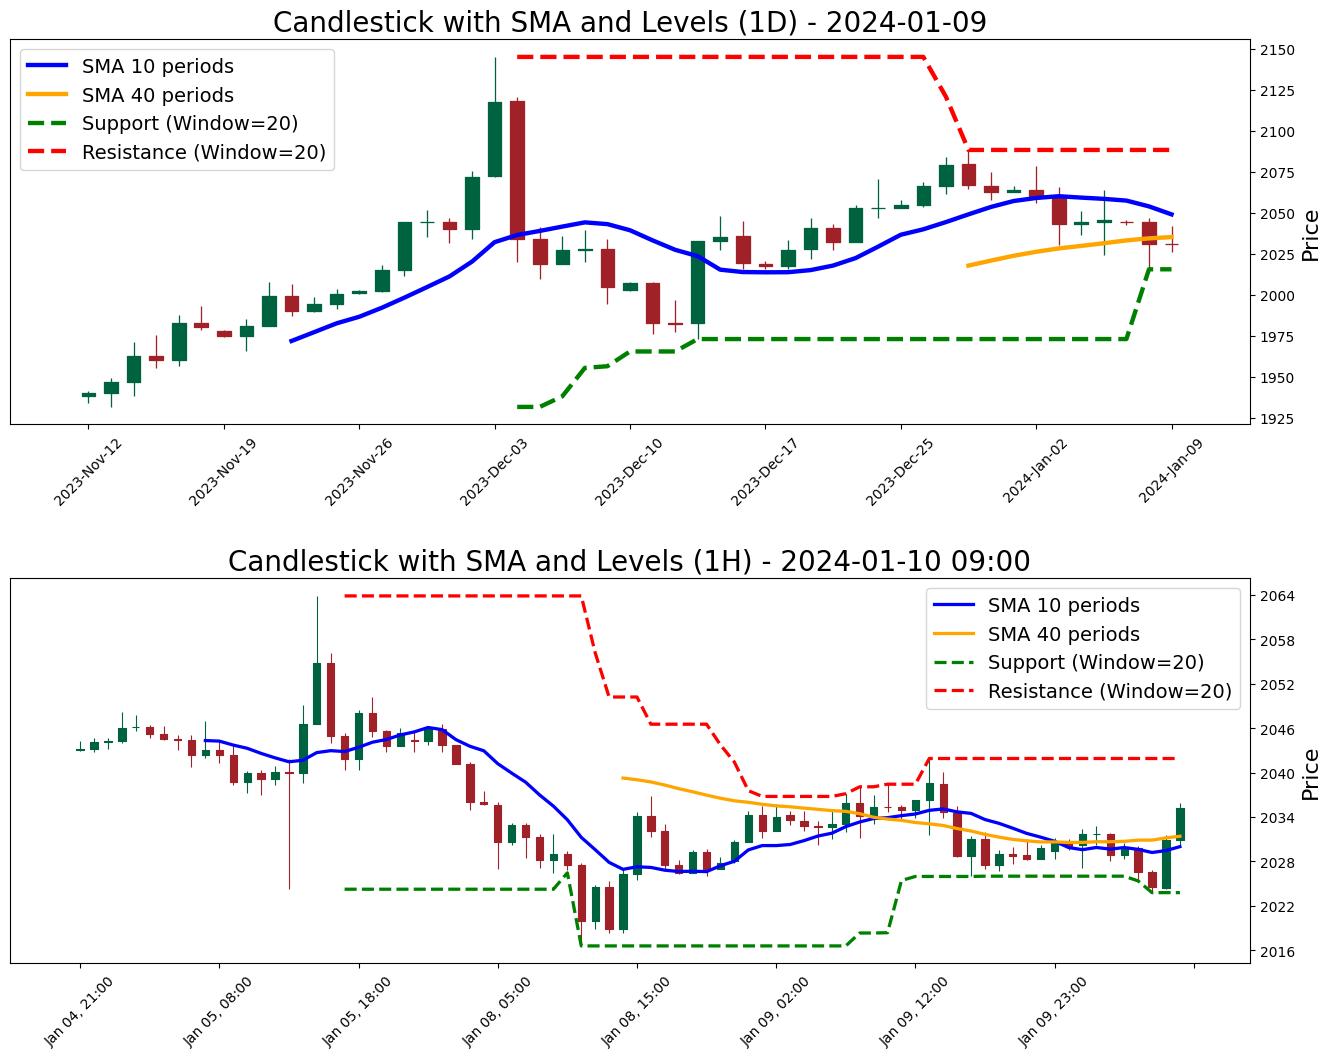 Candlestick with SMA and Levels (1D) - 2024-01-09
SMA 10 periods
SMA 40 periods
Support (Window=20)
Resistance (Window=20)
2150
2125
2100
2075
2050
2025
2000
1975
1950
1925
Price
2023-Nov-12
2023-Nov-19
2023-Nov-26
2023-Dec-03
2023-Dec-10
2023-Dec-17
2023-Dec-25
2024-Jan-02
2024-Jan-09
Candlestick with SMA and Levels (1H) - 2024-01-10 09:00
SMA 10 periods
SMA 40 periods
Support (Window=20)
Resistance (Window=20)
2064
2058
2052
2046
2040
2034
2028
2022
2016
Price
Jan 04, 21:00
Jan 05, 08:00
Jan 05, 18:00
Jan 08, 05:00
Jan 08, 15:00
Jan 09, 02:00
Jan 09, 12:00
Jan 09, 23:00